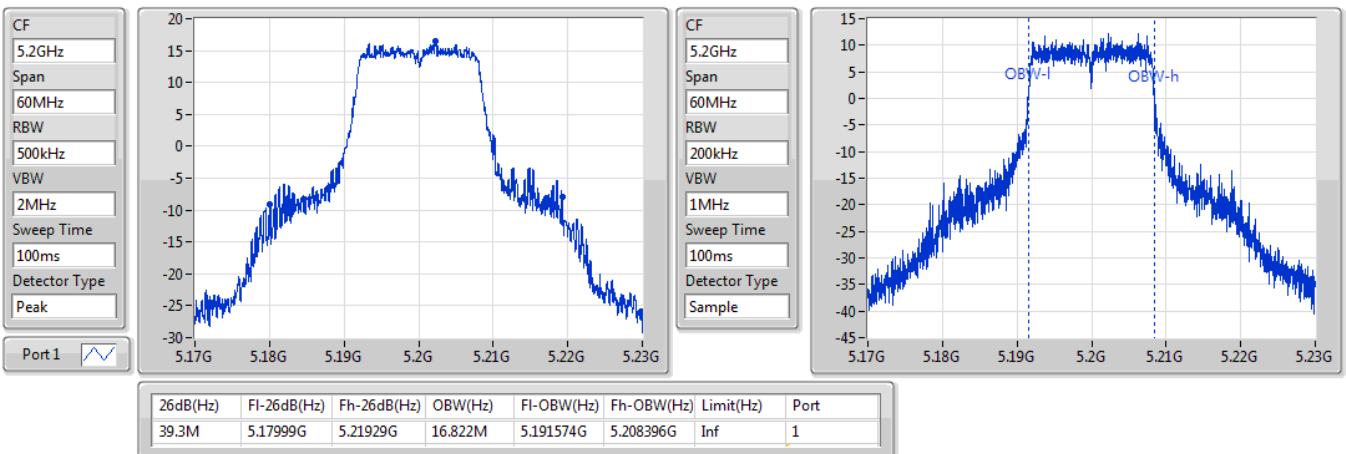 CF
5.2GHz
Span
60MHz
RBW
500kHz
VBW
2MHz
Sweep Time
100ms
Detector Type
Peak
Port 1
20
15
10
5
0
-5
-10
-15
-20
-25
-30
5.17G 5.18G 5.19G 5.2G 5.21G 5.22G 5.23G
CF
5.2GHz
Span
60MHz
RBW
200kHz
VBW
1MHz
Sweep Time
100ms
Detector Type
Sample
15
10
5
0
-5
-10
-15
-20
-25
-30
-35
-40
-45
OBW-l OBW-h
5.17G 5.18G 5.19G 5.2G 5.21G 5.22G 5.23G
26dB(Hz) Fl-26dB(Hz) Fh-26dB(Hz) OBW(Hz) Fl-OBW(Hz) Fh-OBW(Hz) Limit(Hz) Port
39.3M 5.17999G 5.21929G 16.822M 5.191574G 5.208396G Inf 1